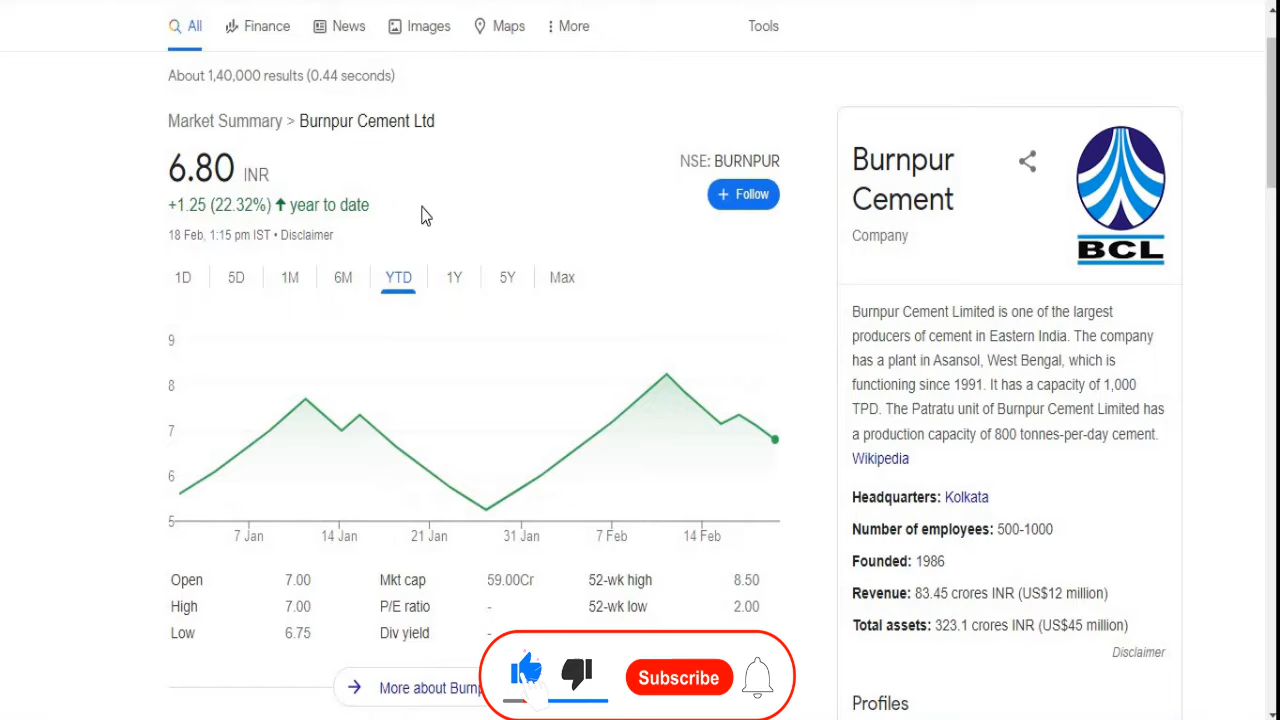 All Finance News Images Maps More Tools
About 1,40,000 results (0.44 seconds)
Market Summary > Burnpur Cement Ltd
6.80 INR
+1.25 (22.32%) year to date
18 Feb, 1:15 pm IST • Disclaimer
NSE: BURNPUR
+ Follow
1D 5D 1M 6M YTD 1Y 5Y Max
9
8
7
6
5
7 Jan 14 Jan 21 Jan 31 Jan 7 Feb 14 Feb
Open 7.00 Mkt cap 59.00Cr 52-wk high 8.50
High 7.00 P/E ratio - 52-wk low 2.00
Low 6.75 Div yield -
More about Burnp
Subscribe
Burnpur
Cement
Company
BCL
Burnpur Cement Limited is one of the largest
producers of cement in Eastern India. The company
has a plant in Asansol, West Bengal, which is
functioning since 1991. It has a capacity of 1,000
TPD. The Patratu unit of Burnpur Cement Limited has
a production capacity of 800 tonnes-per-day cement.
Wikipedia
Headquarters: Kolkata
Number of employees: 500-1000
Founded: 1986
Revenue: 83.45 crores INR (US$12 million)
Total assets: 323.1 crores INR (US$45 million)
Disclaimer
Profiles